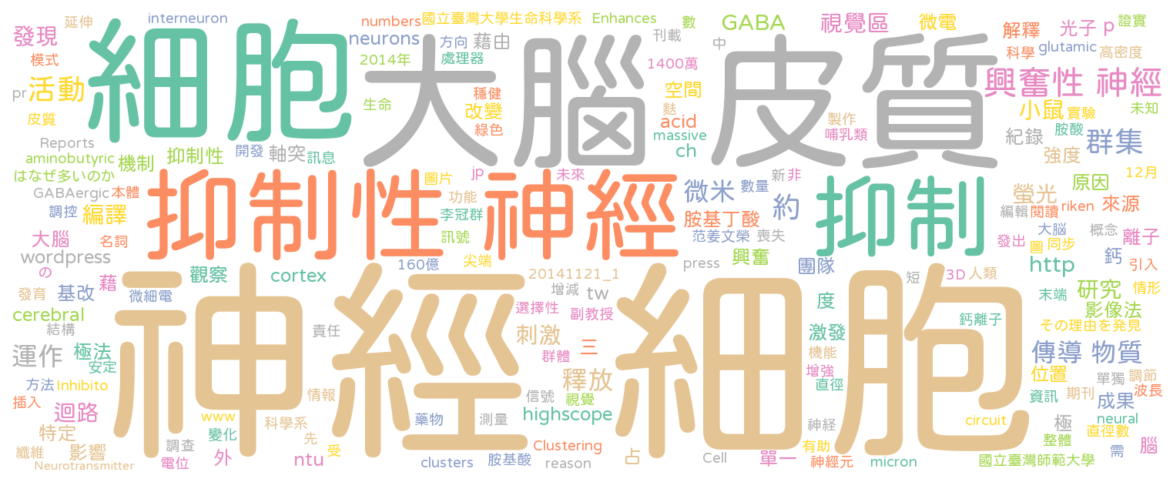 延伸 interneuron numbers 國立臺灣大學生命科學系 Enhances 數 GABA 視覺區 微電 證實
發現 neurons 方向 藉由 刊載 中 解釋 光子 p
模式 細胞 大腦 皮質 科學 glutamic 高密度
2014年 處理器 1400萬
pr 活動 穩健 空間 興奮性 神經
生命 改變 麩 製作 小鼠 實驗 未知
皮質 綠色 acid 哺乳類 紀錄 胺酸 群集
Reports massive
aminobutyric 機制 抑制性 開發 軸突 訊息 ch 強度
はなぜ多いのか 抑制性神經 圖片 jp 未來 微米 數量 新 非 抑制 螢光 原因 12月
GABAergic 本體 功能 約 編輯 閱讀 riken 來源
調控 編譯 李冠群 胺基丁酸
大腦 名詞 訊號 范姜文榮 喪失 發出 圖 同步 大腦 概念 離子
wordpress 160億 尖端 press 興奮 鈣 引入
の 藉 觀察 cortex 20141121_1 團隊 度 短 3D 人類 http
發育 基改 微細電 神經細胞 增減 tw 末端 研究 情形
cerebral 選擇性 副教授 鈣離子 影像法
結構 責任 刺激 三 激發 その理由を発見
運作 極法 安定 群體 機能 傳導 物質
方法 Inhibito 情報 釋放 視覺 增強 直徑 位置 單獨 調節
插入 迴路 www 藥物 信號 highscope 資訊 期刊 波長
特定 變化 科學系 先 測量 神經 circuit 極 成果 neural
纖維 影響 調查 受 Clustering 有助 整體 直徑數 腦
Neurotransmitter 電位 外 ntu clusters 胺基酸 reason 占 Cell 單一 神經元 micron 國立臺灣師範大學 需